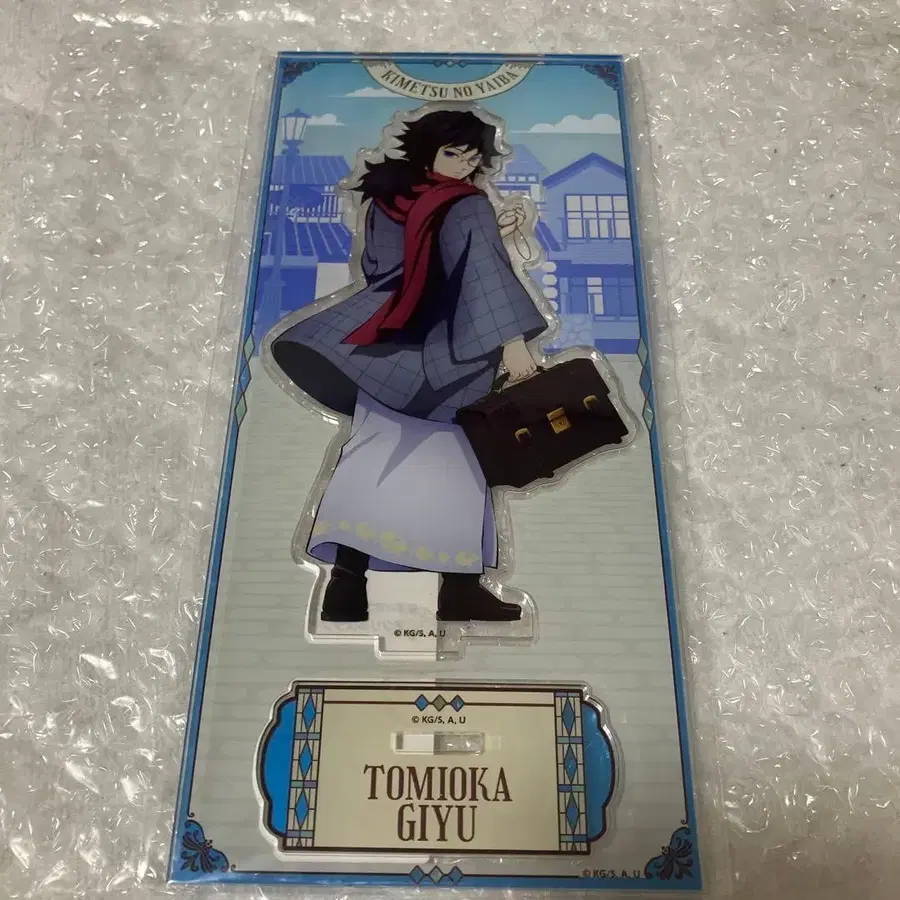 KIMETSU NO YAIBA
© KG/S, A, U
© KG/S, A, U
TOMIOKA
GIYU
© KG/S, A, U